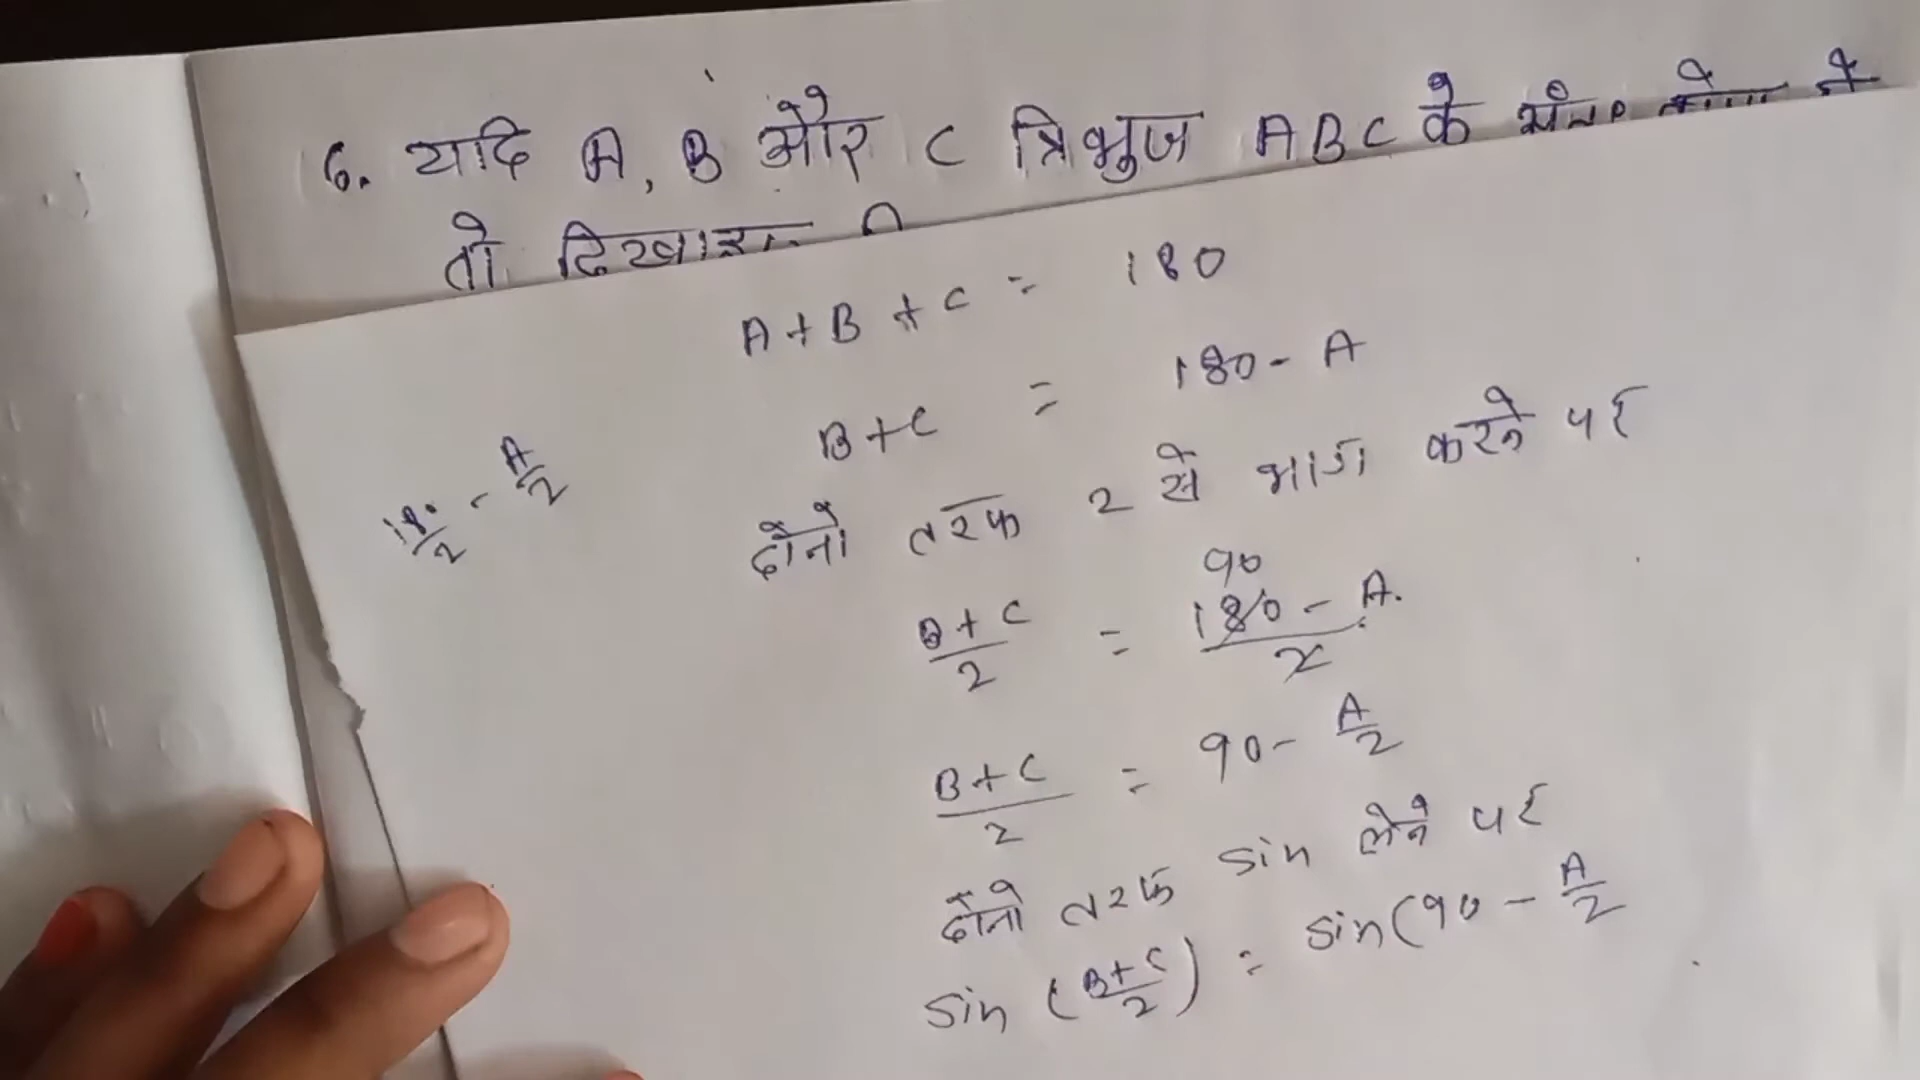 6. यदि A, B और C त्रिभुज ABC के
तो
A + B + C = 180
B + C = 180 - A
180/2 - A/2
दोनों तरफ 2 से भाग करने पर
90
B + C/2 = 180 - A/2
B + C/2 = 90 - A/2
दोनों तरफ sin लेने पर
sin (B + C/2) = sin (90 - A/2